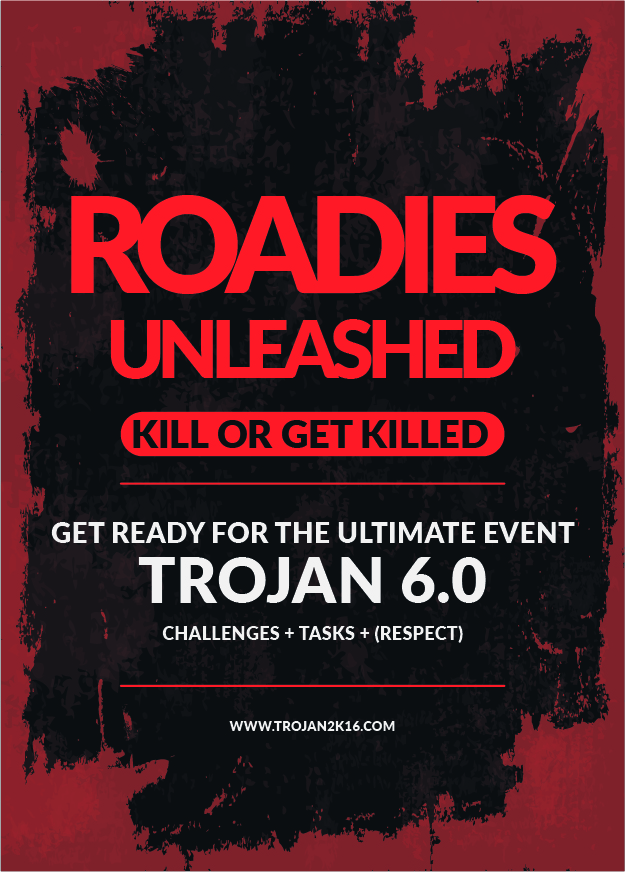 ROADIES
UNLEASHED
KILL OR GET KILLED
GET READY FOR THE ULTIMATE EVENT
TROJAN 6.0
CHALLENGES + TASKS + (RESPECT)
WWW.TROJAN2K16.COM